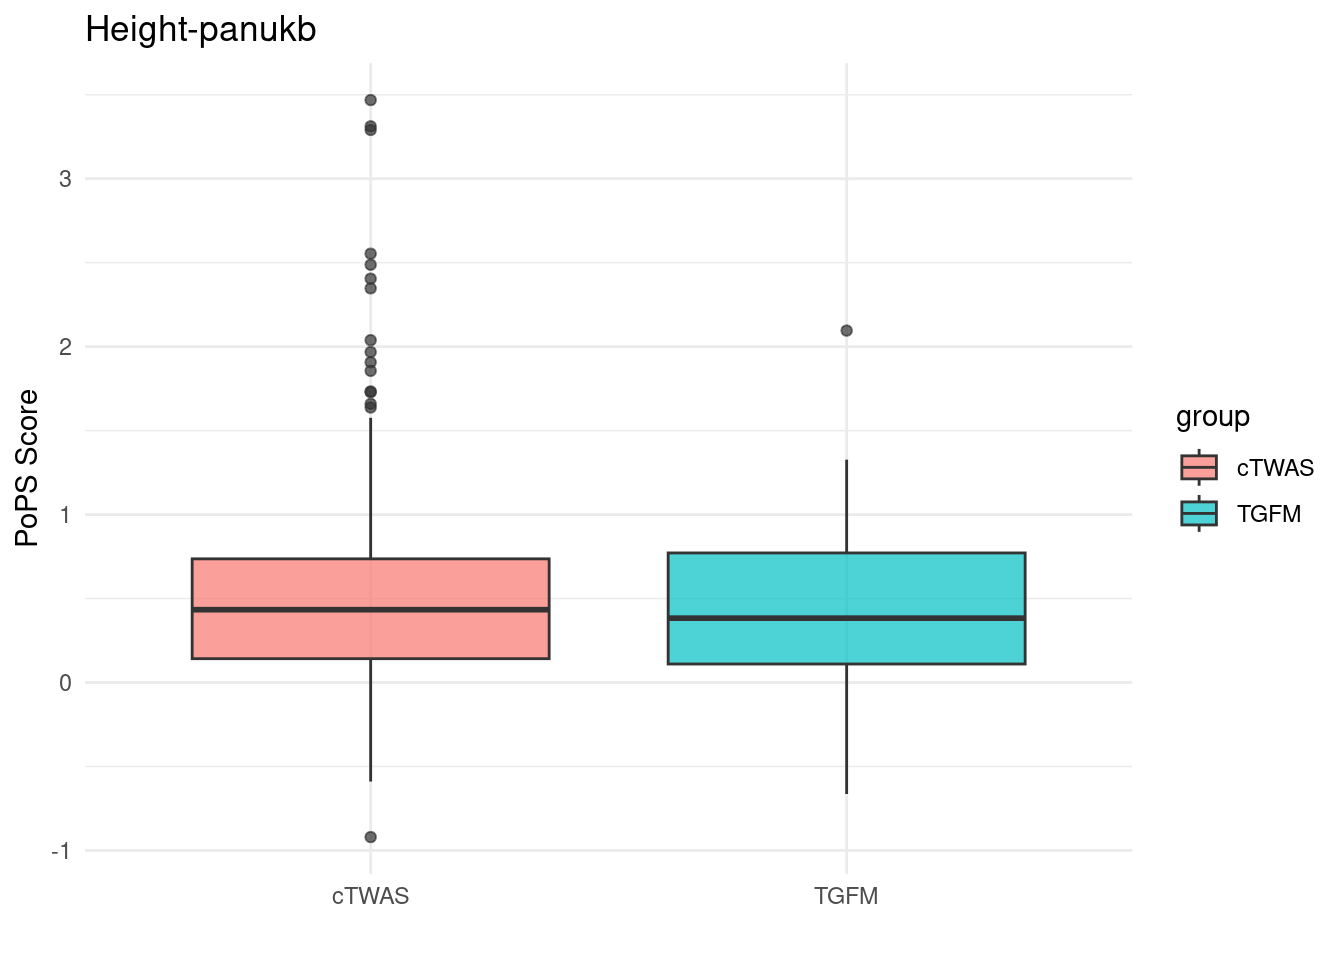 Height-panukb
3
2
1
0
-1
PoPS Score
cTWAS
TGFM
group
cTWAS
TGFM